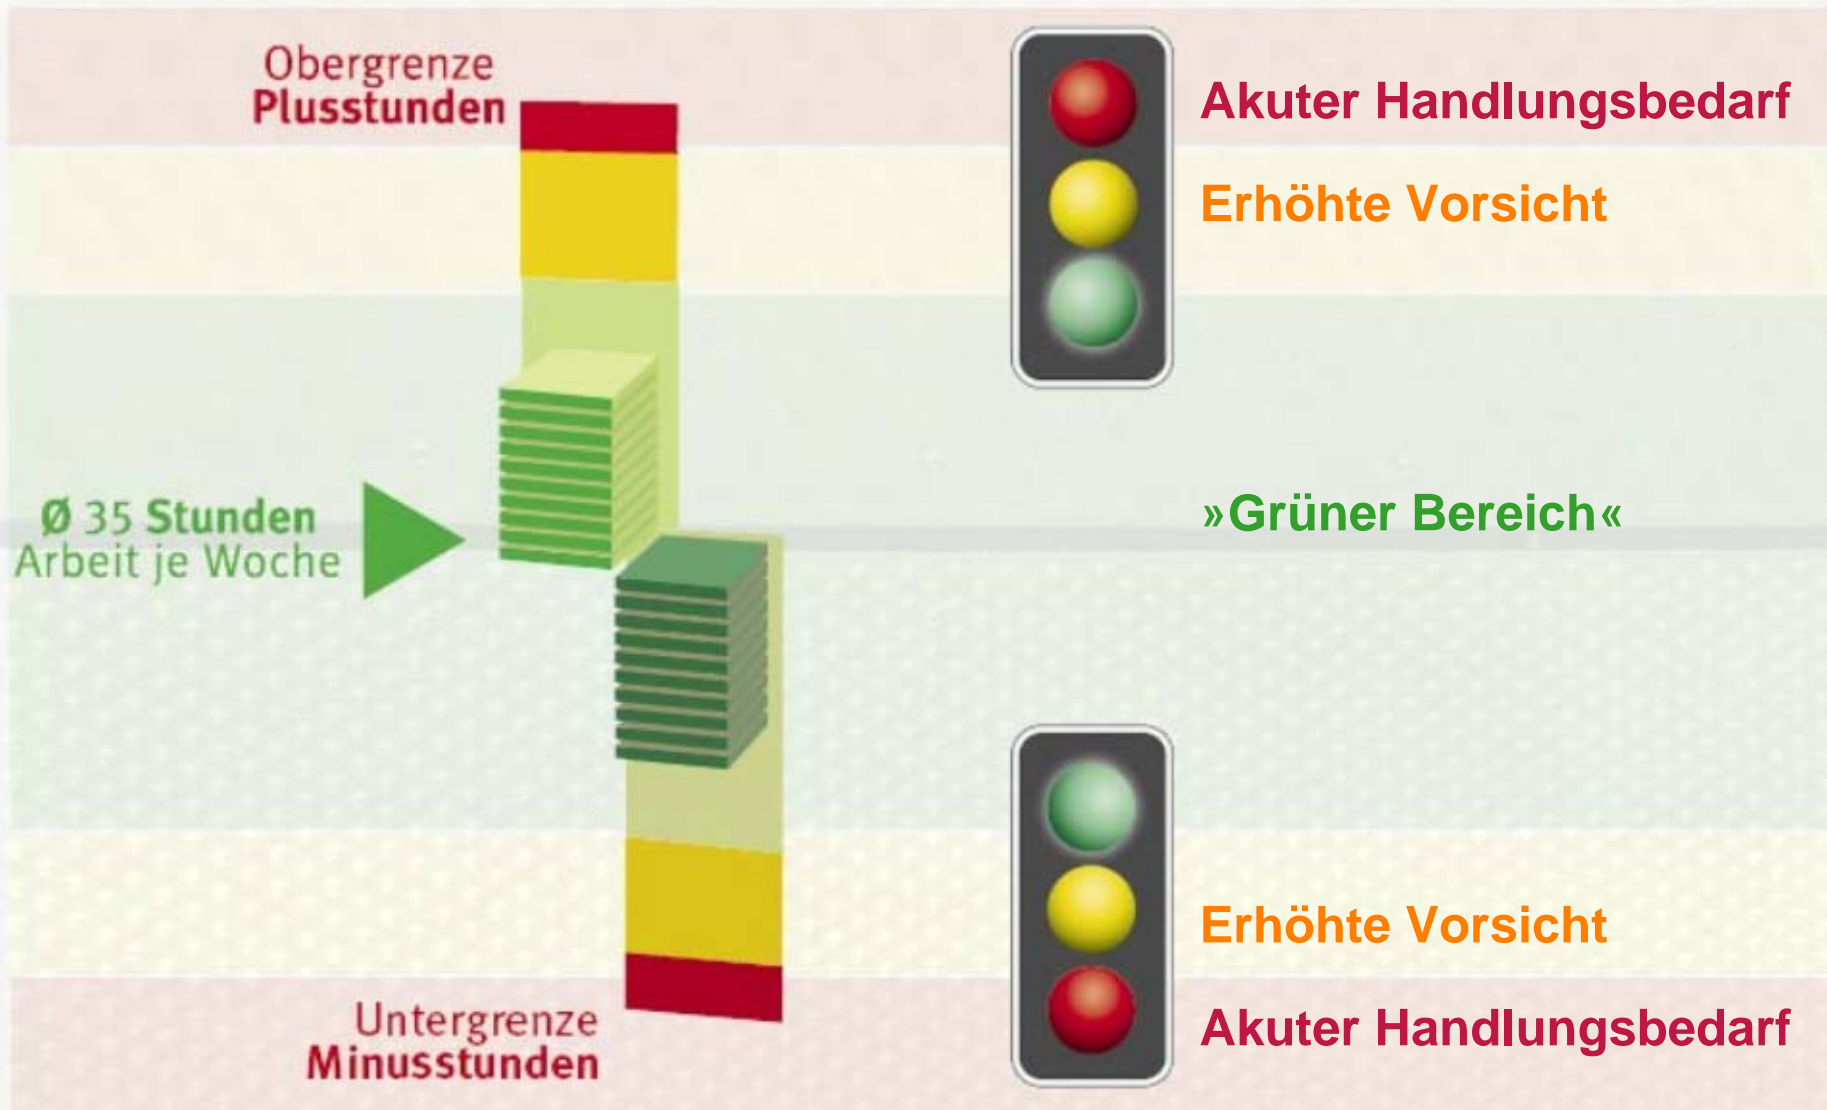 Obergrenze
Plusstunden
Akuter Handlungsbedarf
Erhöhte Vorsicht
Ø 35 Stunden
Arbeit je Woche
»Grüner Bereich«
Erhöhte Vorsicht
Untergrenze
Minusstunden
Akuter Handlungsbedarf